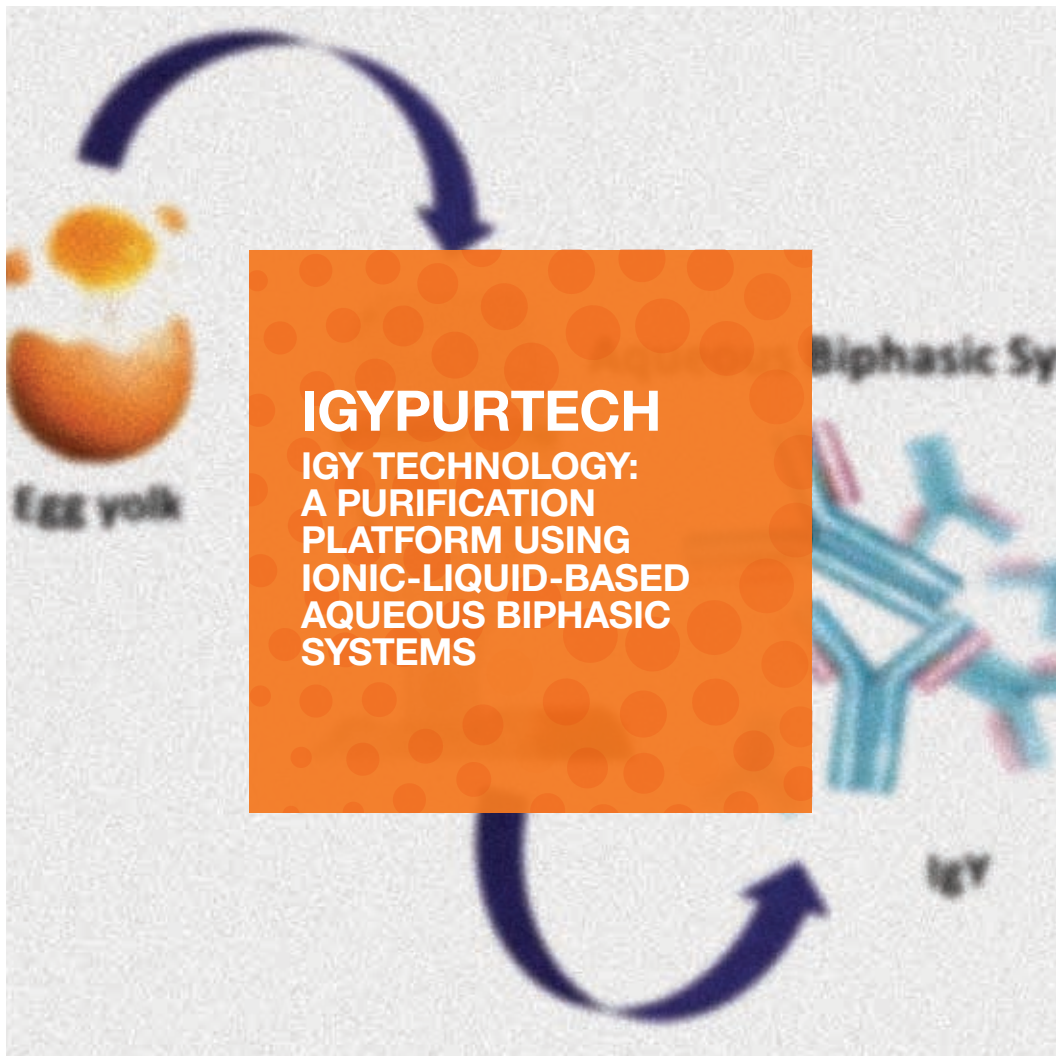 Biphasic Sy
IGYPURTECH
IGY TECHNOLOGY:
A PURIFICATION
PLATFORM USING
IONIC-LIQUID-BASED
AQUEOUS BIPHASIC
SYSTEMS
Egg yolk
IgY